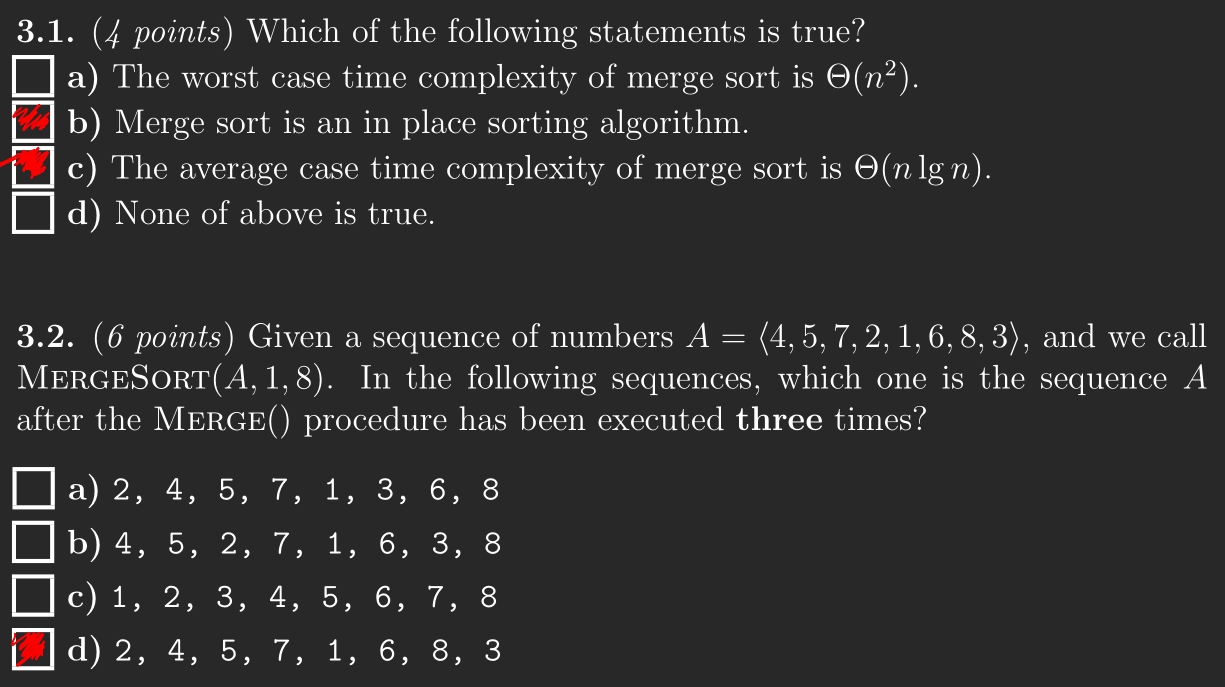 3.1. (4 points) Which of the following statements is true?
a) The worst case time complexity of merge sort is Θ(n²).
b) Merge sort is an in place sorting algorithm.
c) The average case time complexity of merge sort is Θ(n lg n).
d) None of above is true.
3.2. (6 points) Given a sequence of numbers A = ⟨4, 5, 7, 2, 1, 6, 8, 3⟩, and we call
MERGESORT(A, 1, 8). In the following sequences, which one is the sequence A
after the MERGE() procedure has been executed three times?
a) 2, 4, 5, 7, 1, 3, 6, 8
b) 4, 5, 2, 7, 1, 6, 3, 8
c) 1, 2, 3, 4, 5, 6, 7, 8
d) 2, 4, 5, 7, 1, 6, 8, 3